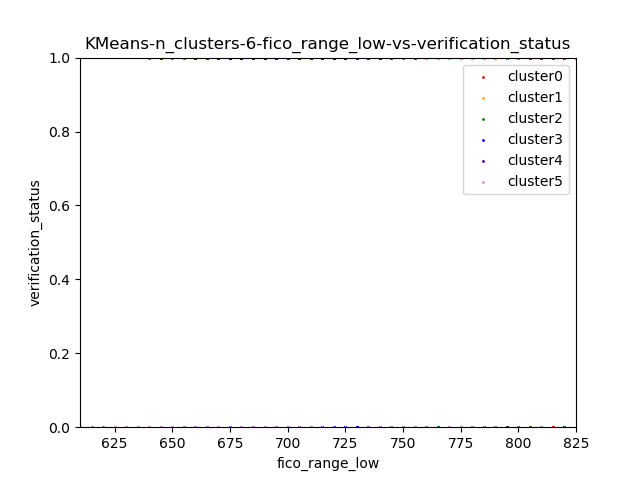 KMeans-n_clusters-6-fico_range_low-vs-verification_status
1.0
0.8
0.6
0.4
0.2
0.0
verification_status
cluster0
cluster1
cluster2
cluster3
cluster4
cluster5
625 650 675 700 725 750 775 800 825
fico_range_low